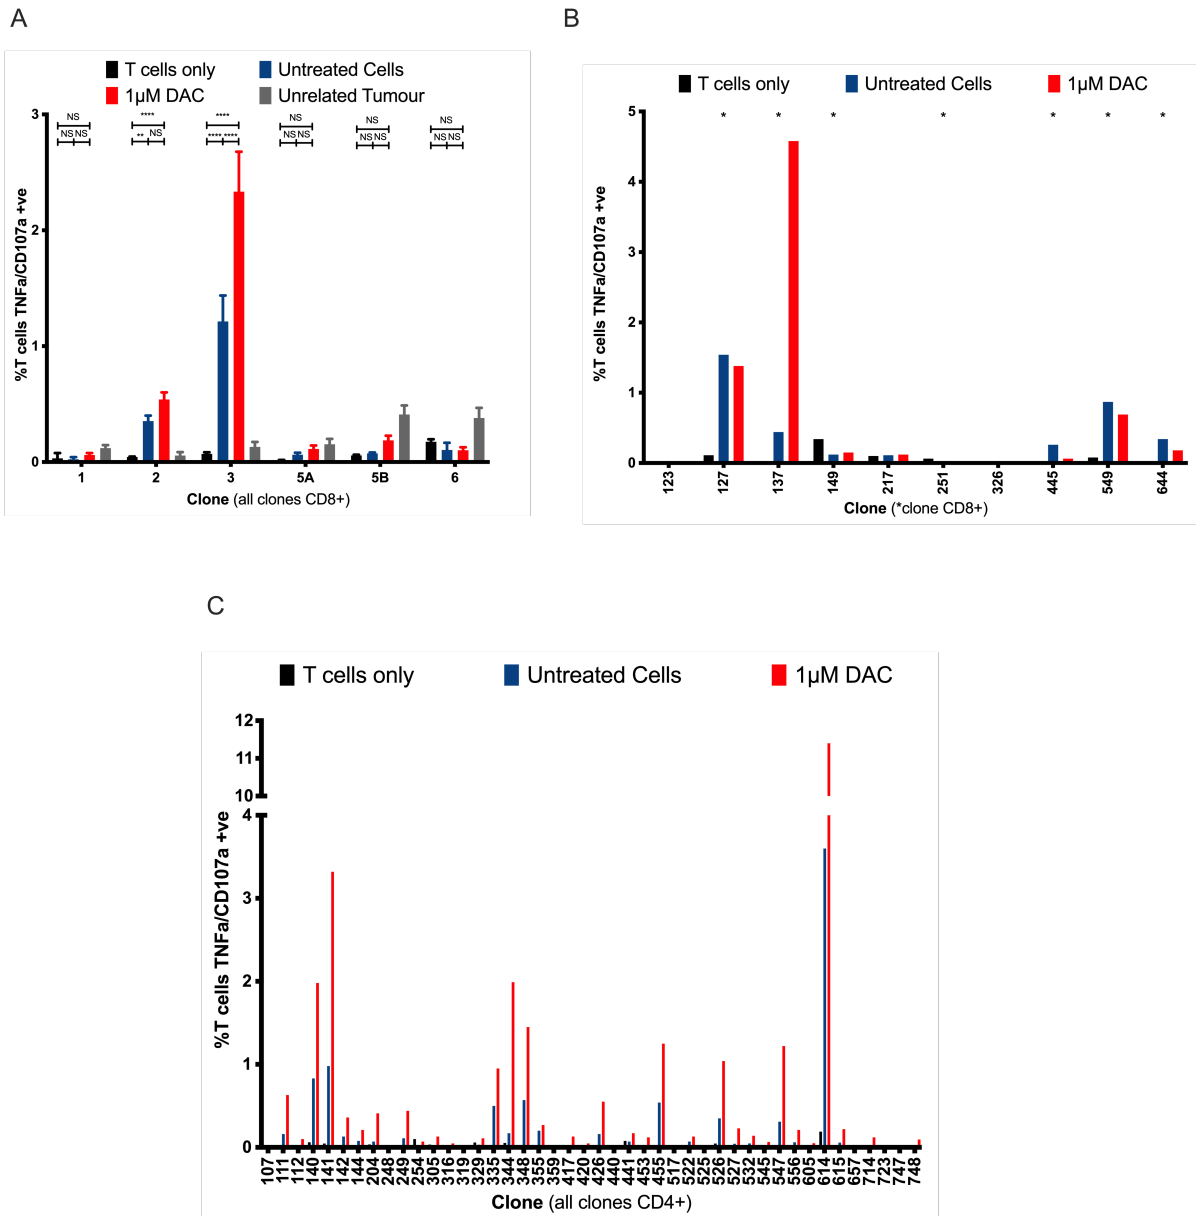 A
T cells only
Untreated Cells
1µM DAC
Unrelated Tumour
%T cells TNFa/CD107a +ve
3
2
1
0
NS
NS NS
****
** NS
****
**** ****
NS
NS NS
NS
NS NS
NS
NS NS
1 2 3 5A 5B 6
Clone (all clones CD8+)
B
T cells only
Untreated Cells
1µM DAC
%T cells TNFa/CD107a +ve
5
4
3
2
1
0
* * * * * * *
123 127 137 149 217 251 326 445 549 644
Clone (*clone CD8+)
C
T cells only
Untreated Cells
1µM DAC
%T cells TNFa/CD107a +ve
12
11
10
4
3
2
1
0
107 111 112 140 141 142 144 204 248 249 254 305 316 319 329 335 344 348 355 359 417 420 426 440 441 453 455 517 522 525 526 527 532 545 547 556 605 614 615 657 714 723 747 748
Clone (all clones CD4+)